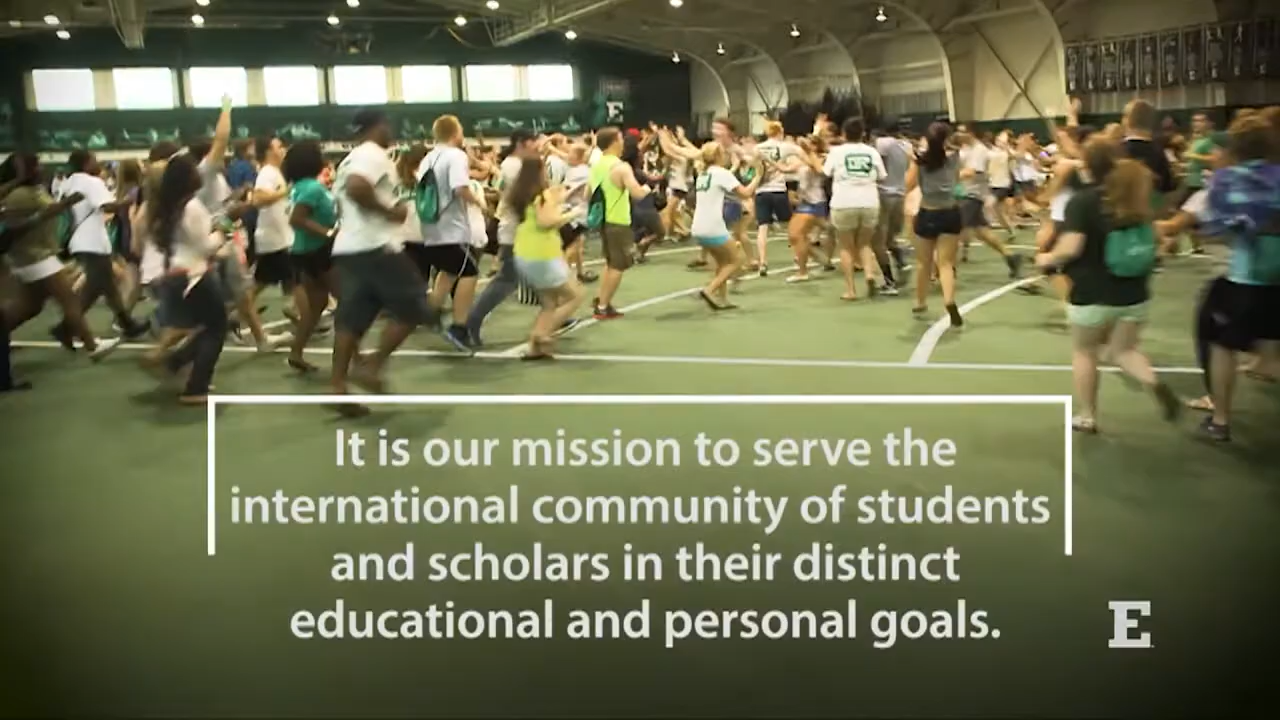 E
It is our mission to serve the
international community of students
and scholars in their distinct
educational and personal goals.
E